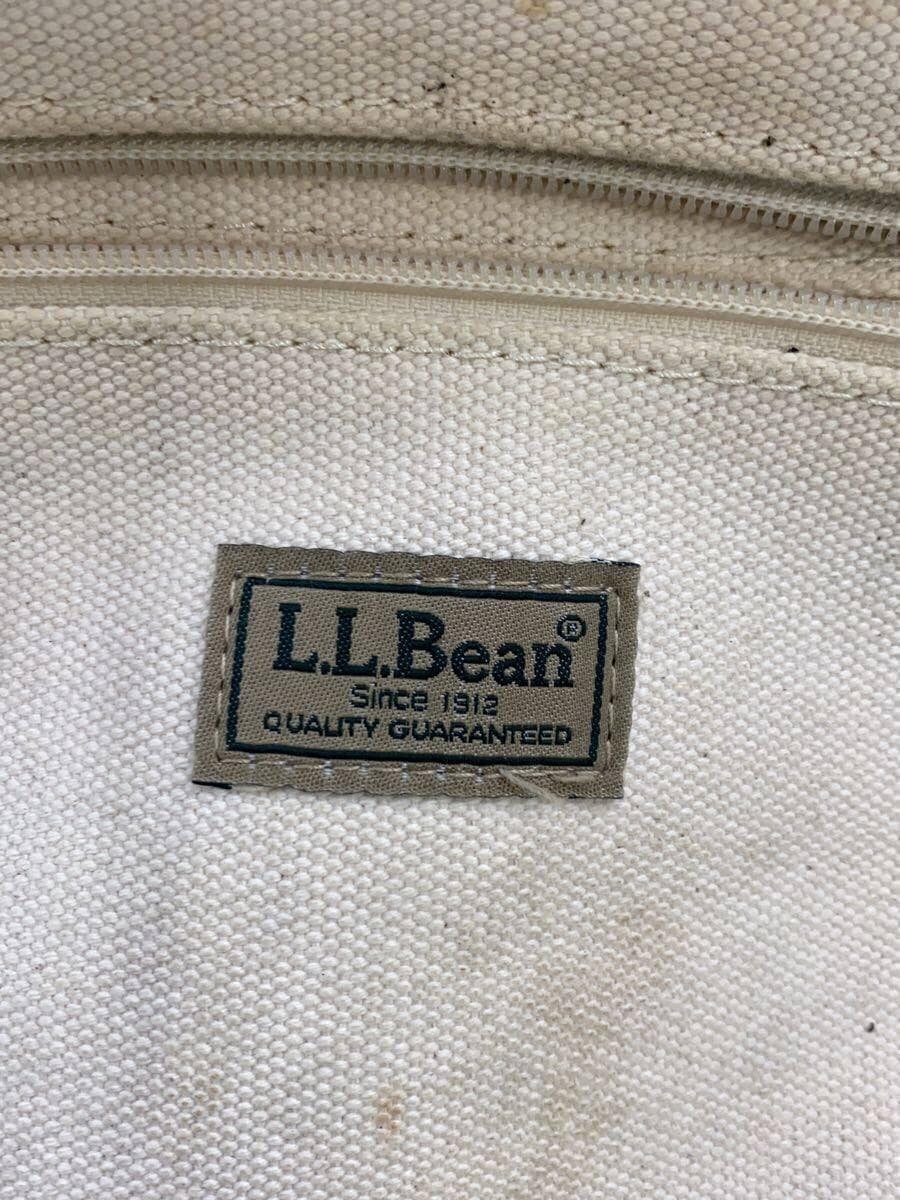 L.L.Bean®
Since 1912
QUALITY GUARANTEED